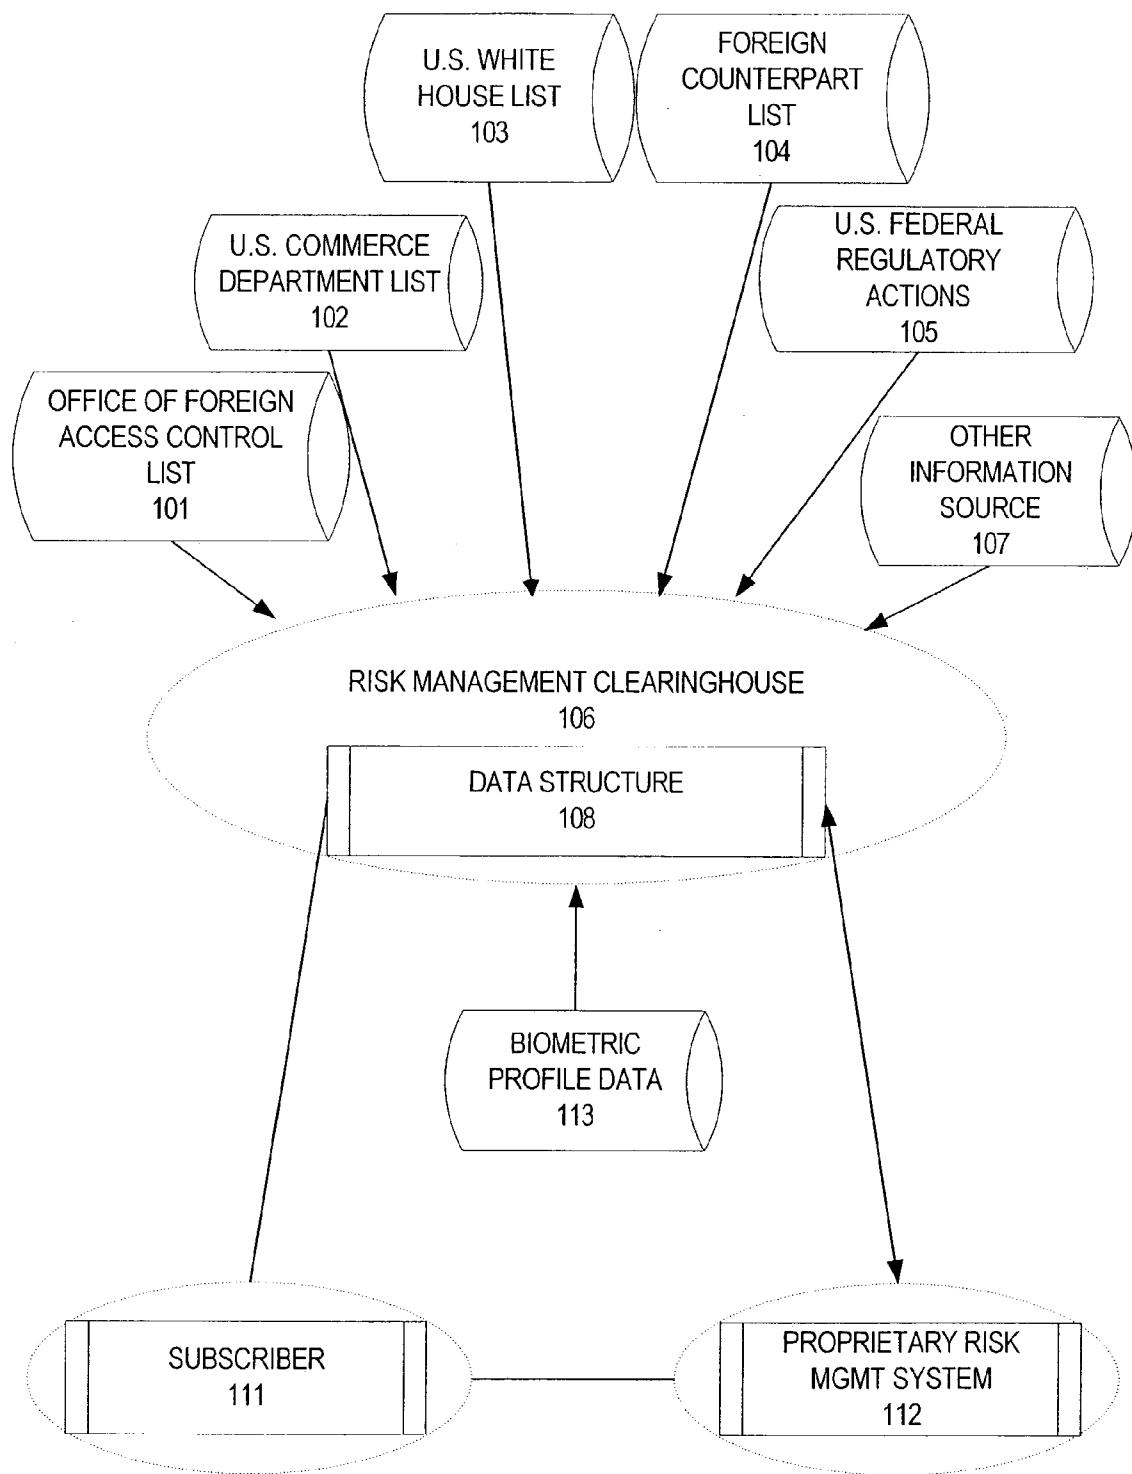 U.S. WHITE
HOUSE LIST
103
FOREIGN
COUNTERPART
LIST
104
U.S. COMMERCE
DEPARTMENT LIST
102
U.S. FEDERAL
REGULATORY
ACTIONS
105
OFFICE OF FOREIGN
ACCESS CONTROL
LIST
101
OTHER
INFORMATION
SOURCE
107
RISK MANAGEMENT CLEARINGHOUSE
106
DATA STRUCTURE
108
BIOMETRIC
PROFILE DATA
113
SUBSCRIBER
111
PROPRIETARY RISK
MGMT SYSTEM
112